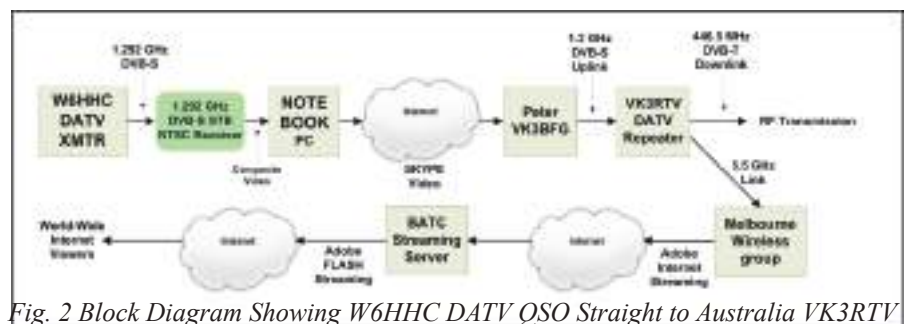 1.292 GHz
DVB-S
W6HHC
DATV
XMTR
1.292 GHz
DVB-S STB
NTSC Receiver
Composite
Video
NOTE
BOOK
PC
Internet
SKYPE
Video
Peter
VK3BFG
1.2 GHz
DVB-S
Uplink
VK3RTV
DATV
Repeater
446.5 MHz
DVB-T
Downlink
RF Transmission
5.5 GHz
Link
Melbourne
Wireless
group
Adobe
Internet
Streaming
Internet
BATC
Streaming
Server
Adobe
FLASH
Streaming
Internet
World-Wide
Internet
Viewers
Fig. 2 Block Diagram Showing W6HHC DATV QSO Straight to Australia VK3RTV